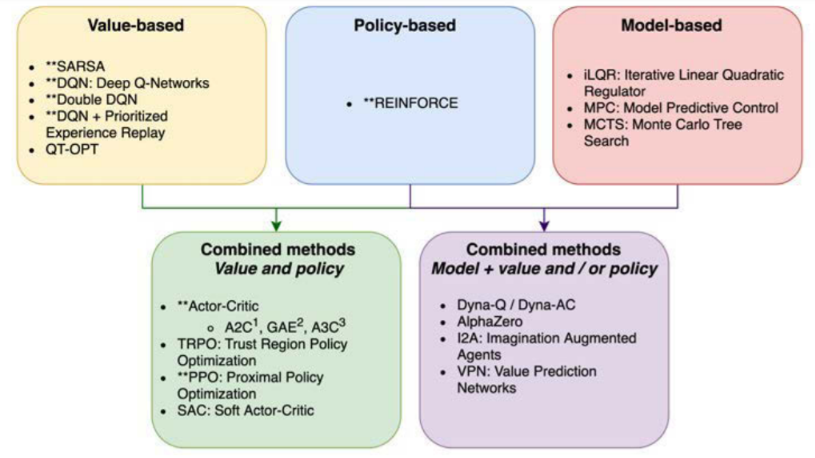 Value-based
**SARSA
**DQN: Deep Q-Networks
**Double DQN
**DQN + Prioritized
Experience Replay
QT-OPT
Policy-based
**REINFORCE
Model-based
iLQR: Iterative Linear Quadratic
Regulator
MPC: Model Predictive Control
MCTS: Monte Carlo Tree
Search
Combined methods
Value and policy
**Actor-Critic
A2C¹, GAE², A3C³
TRPO: Trust Region Policy
Optimization
**PPO: Proximal Policy
Optimization
SAC: Soft Actor-Critic
Combined methods
Model + value and / or policy
Dyna-Q / Dyna-AC
AlphaZero
I2A: Imagination Augmented
Agents
VPN: Value Prediction
Networks